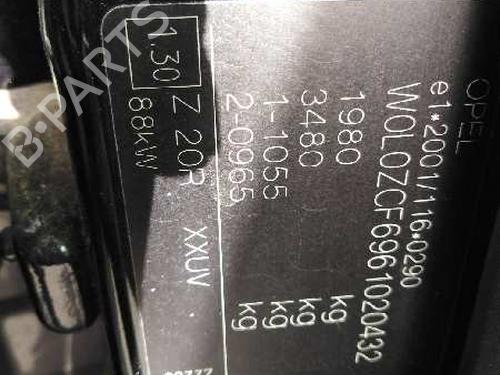 OPEL
e1*2001/116*0290
W0L0ZCF6961020432
1980 kg
3480 kg
1-1055 kg
2-0965 kg
1.30 Z 20R XXUV
88kW
B-PARTS